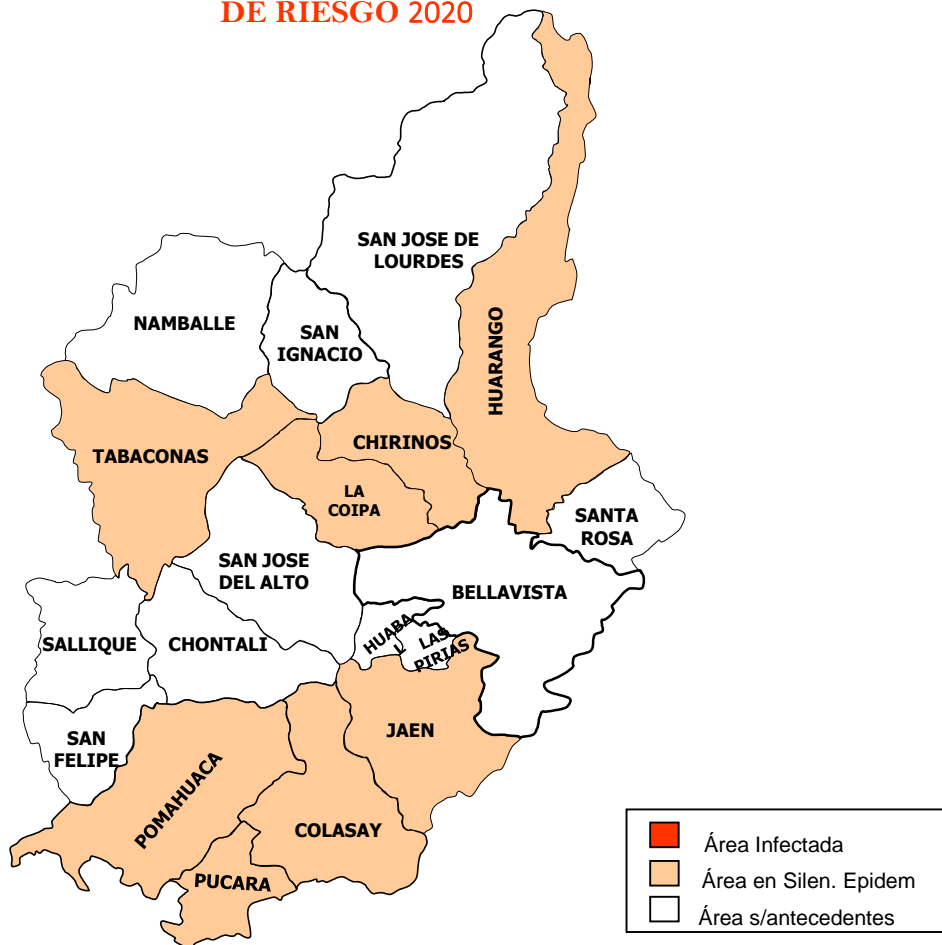 DE RIESGO 2020
SAN JOSE DE
LOURDES
NAMBALLE
SAN
IGNACIO
HUARANGO
TABACONAS
CHIRINOS
LA
COIPA
SANTA
ROSA
SAN JOSE
DEL ALTO
BELLAVISTA
HUABA
L
LAS
PIRIAS
SALLIQUE
CHONTALI
JAEN
SAN
FELIPE
POMAHUACA
COLASAY
PUCARA
Área Infectada
Área en Silen. Epidem
Área s/antecedentes